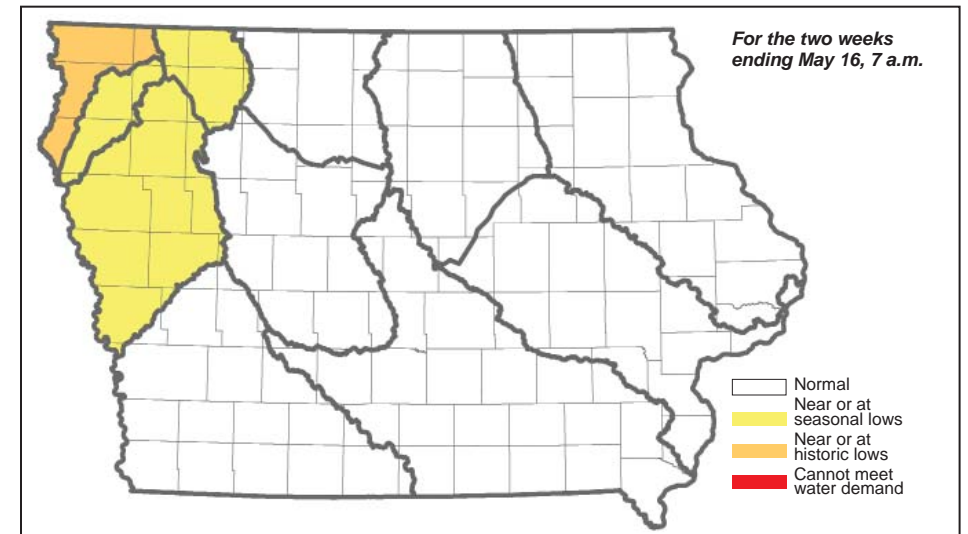 For the two weeks
ending May 16, 7 a.m.
Normal
Near or at
seasonal lows
Near or at
historic lows
Cannot meet
water demand